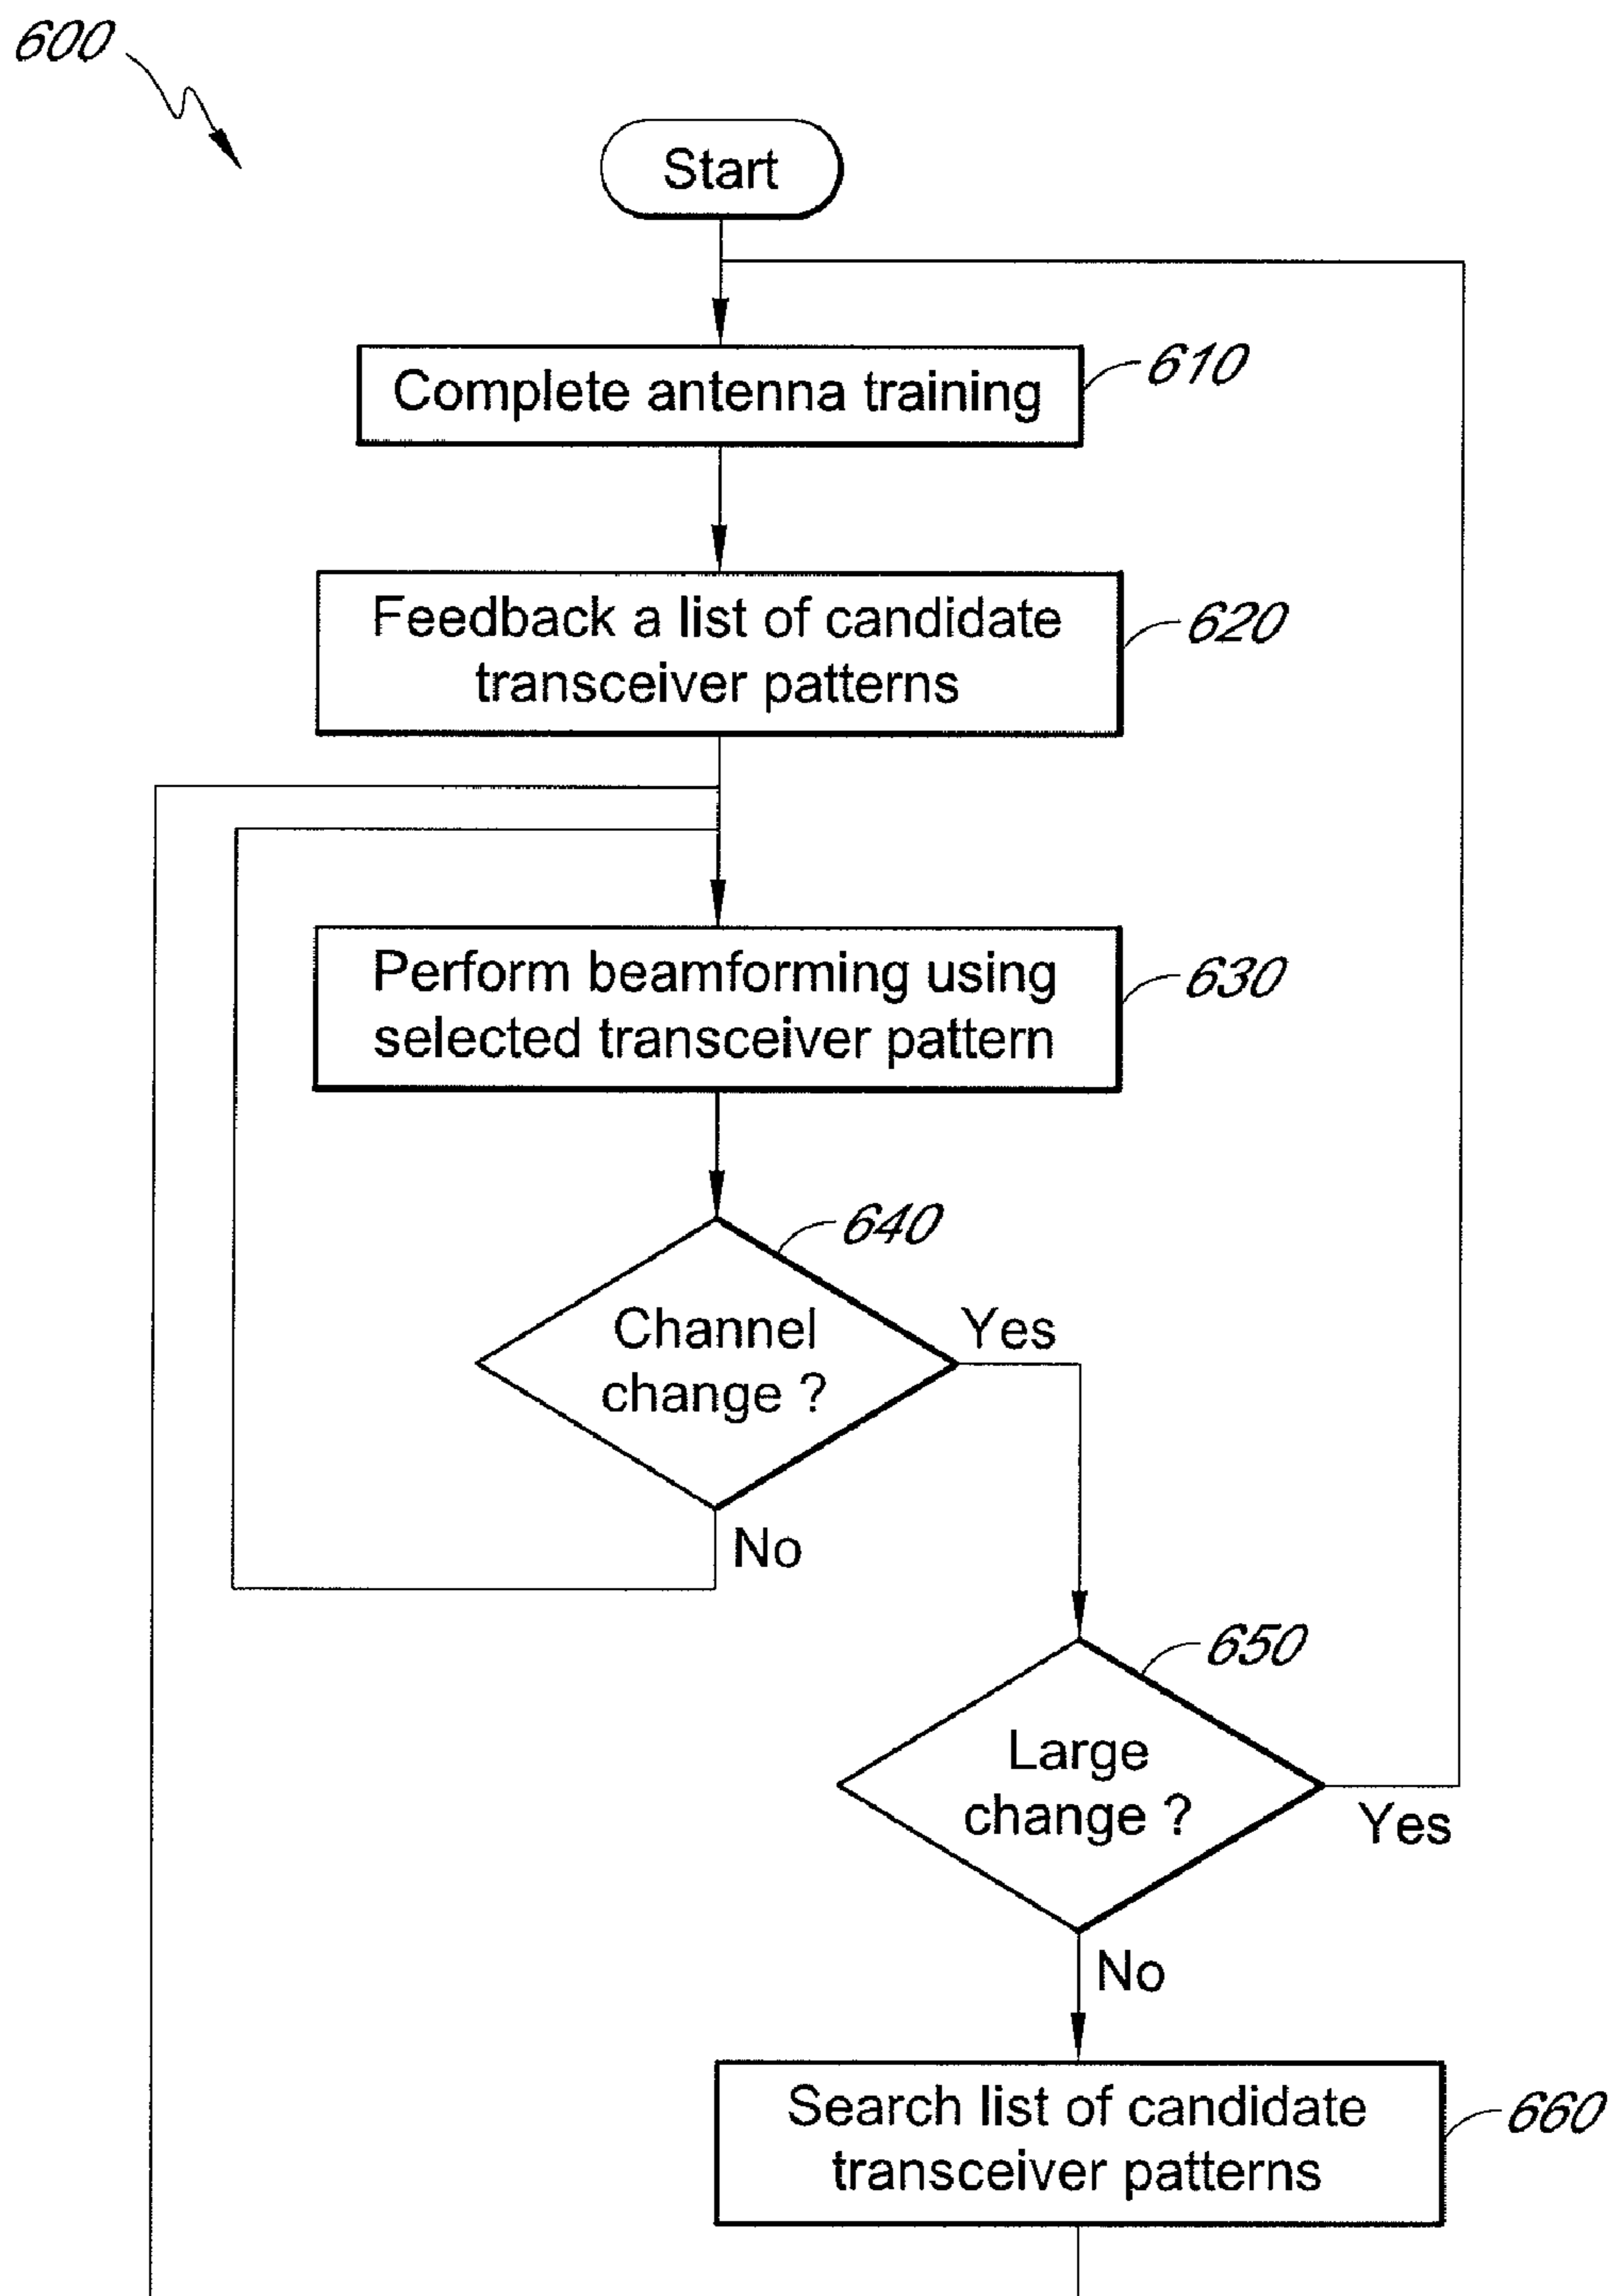 600
Start
Complete antenna training
610
Feedback a list of candidate
transceiver patterns
620
Perform beamforming using
selected transceiver pattern
630
640
Channel
change ?
Yes
No
650
Large
change ?
Yes
No
Search list of candidate
transceiver patterns
660